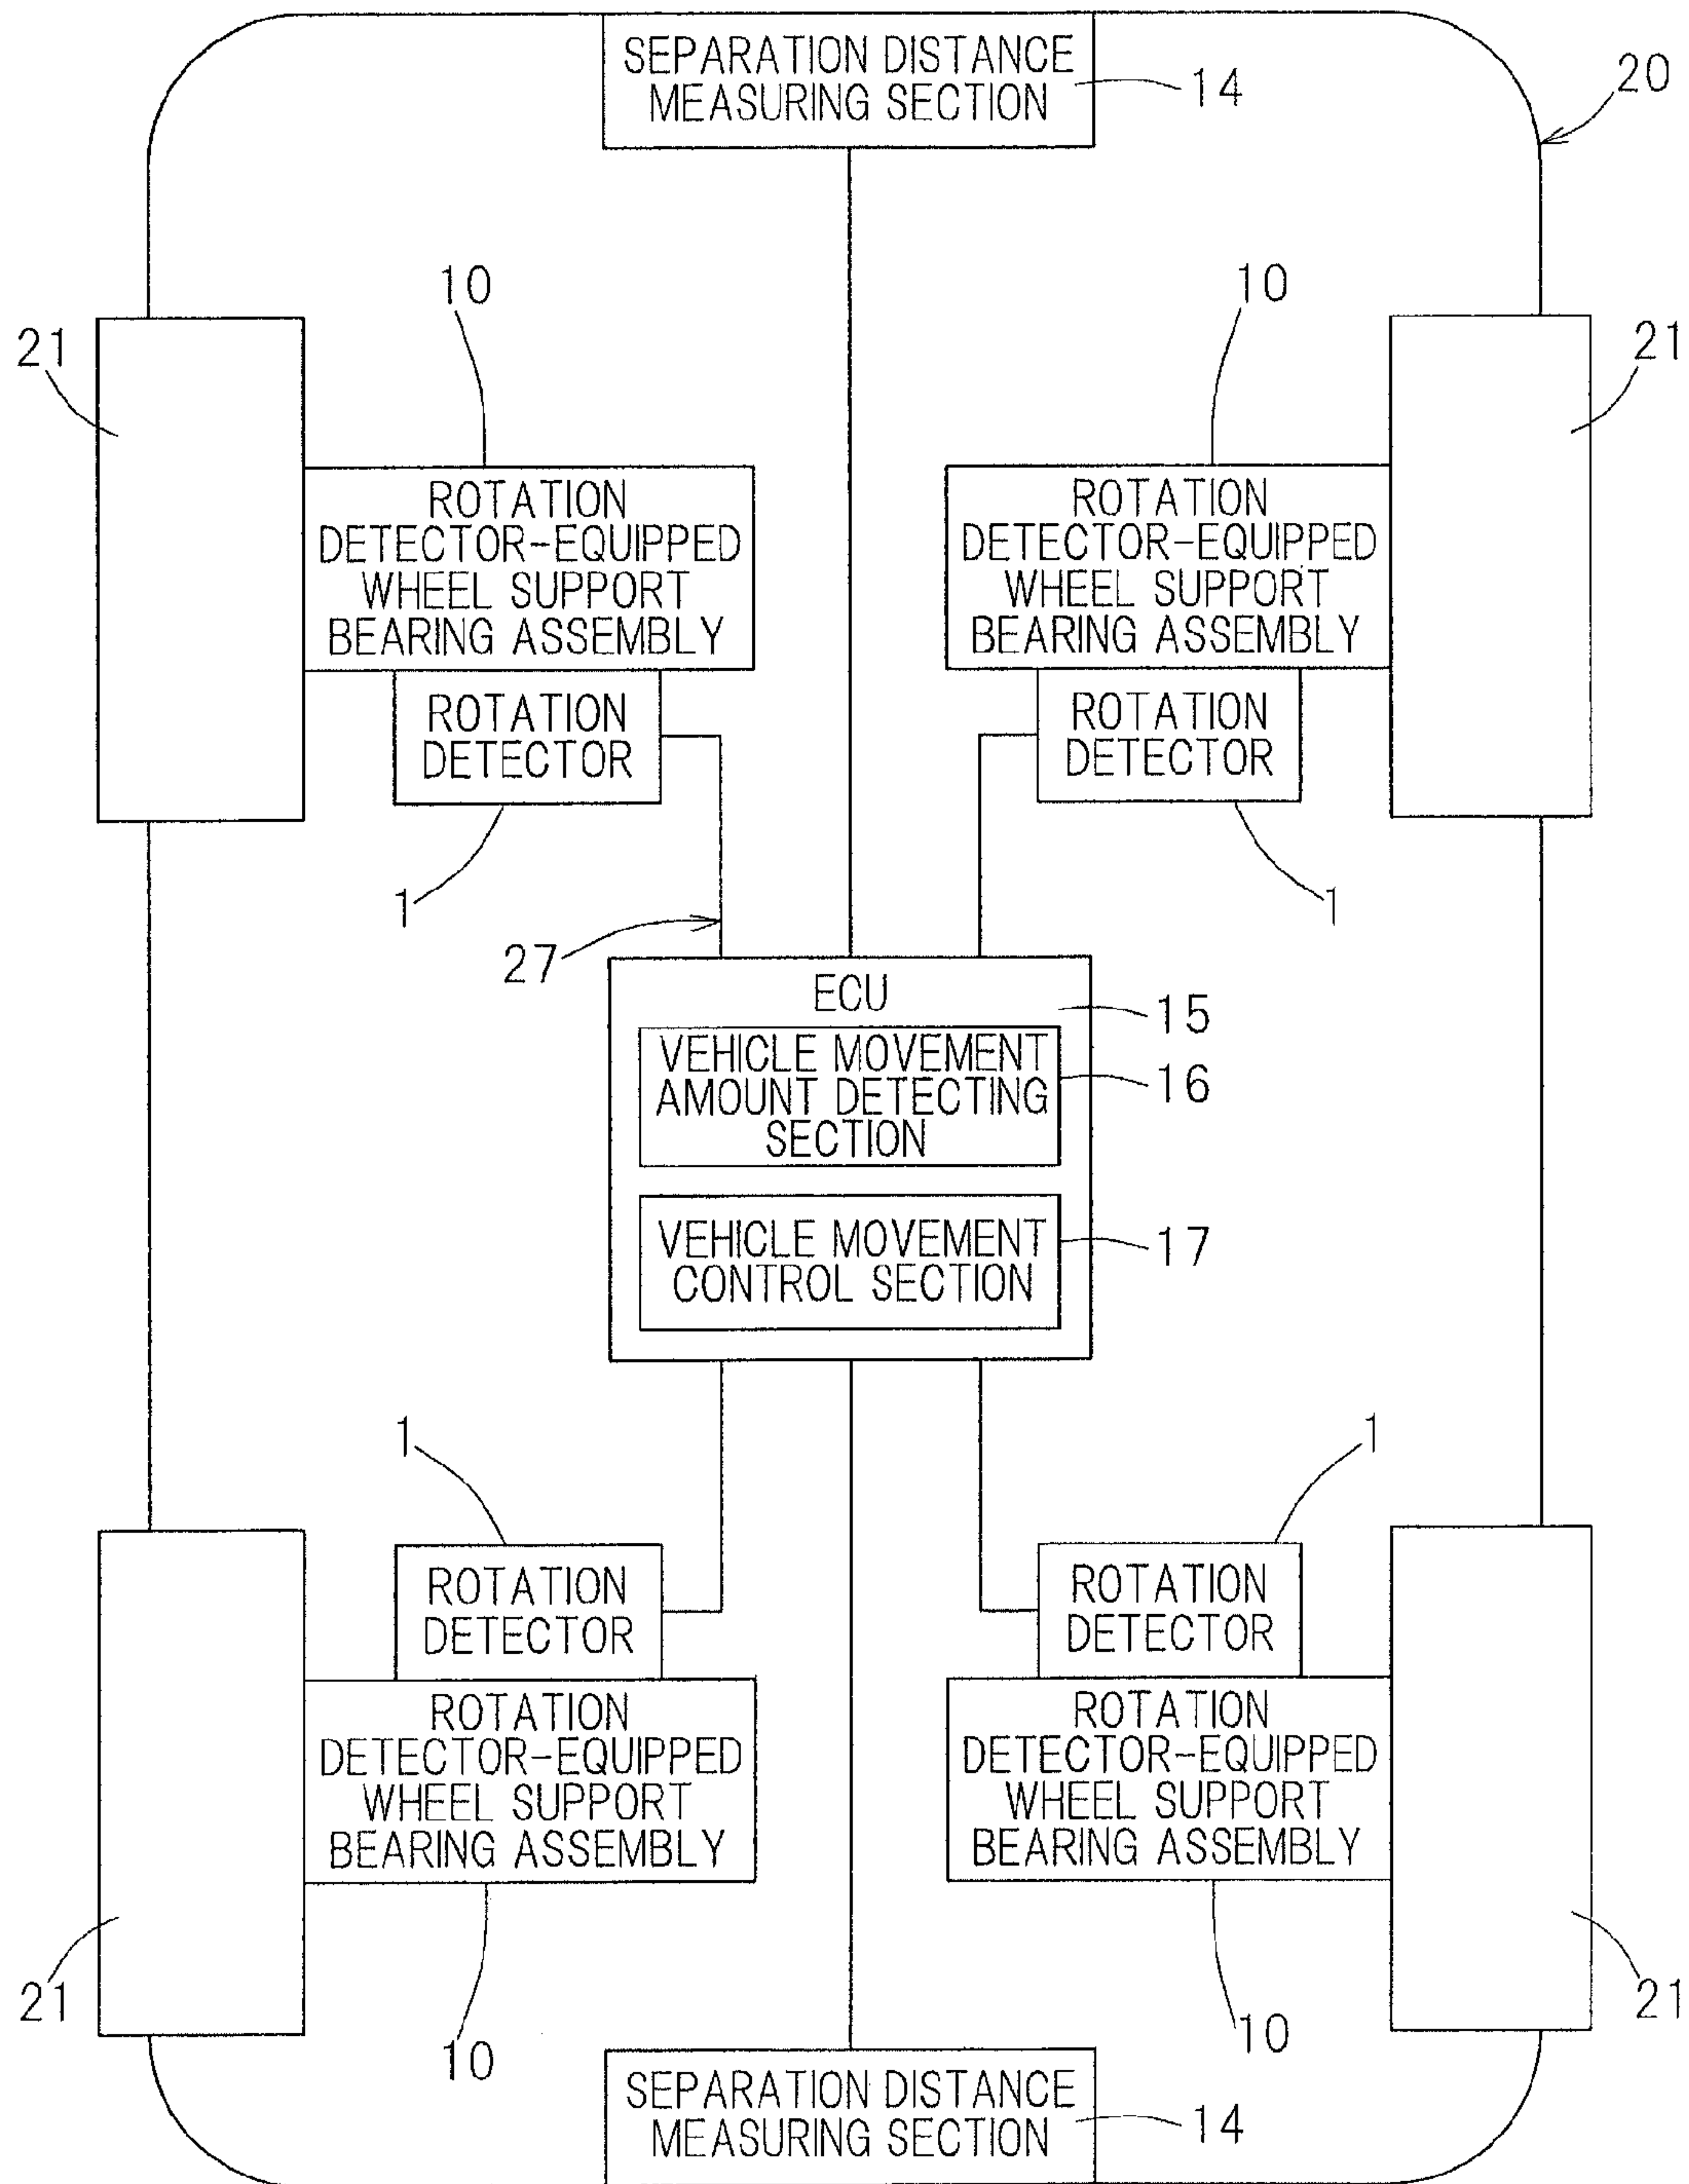 SEPARATION DISTANCE
MEASURING SECTION
14
20
10
10
21
21
ROTATION
DETECTOR-EQUIPPED
WHEEL SUPPORT
BEARING ASSEMBLY
ROTATION
DETECTOR-EQUIPPED
WHEEL SUPPORT
BEARING ASSEMBLY
ROTATION
DETECTOR
ROTATION
DETECTOR
1
1
27
ECU
15
VEHICLE MOVEMENT
AMOUNT DETECTING
SECTION
16
VEHICLE MOVEMENT
CONTROL SECTION
17
1
1
ROTATION
DETECTOR
ROTATION
DETECTOR
ROTATION
DETECTOR-EQUIPPED
WHEEL SUPPORT
BEARING ASSEMBLY
ROTATION
DETECTOR-EQUIPPED
WHEEL SUPPORT
BEARING ASSEMBLY
21
21
10
10
SEPARATION DISTANCE
MEASURING SECTION
14